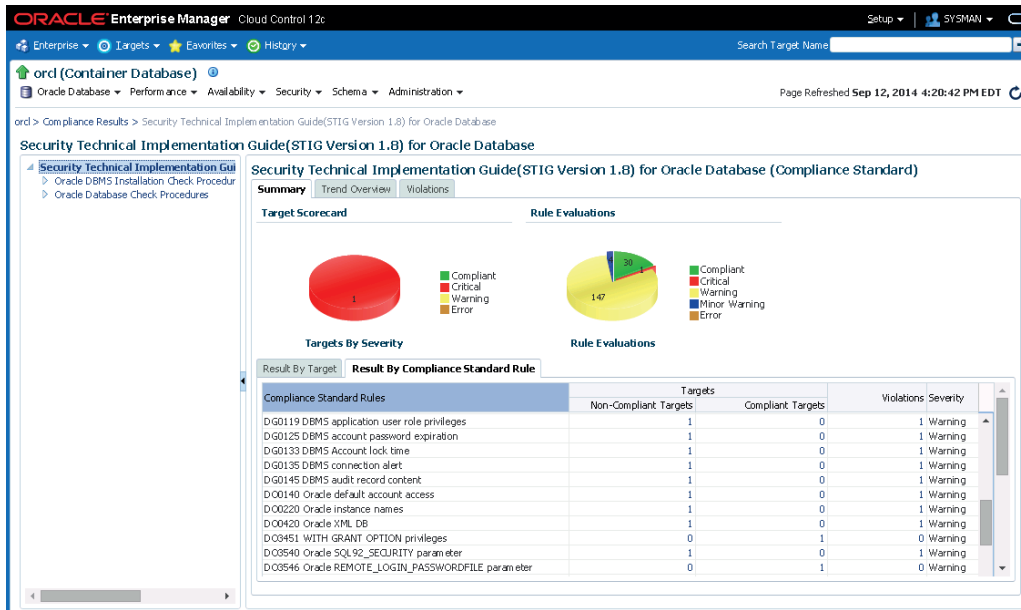 ORACLE Enterprise Manager Cloud Control 12c
Setup SYSMAN
Enterprise Targets Favorites History
Search Target Name
orcl (Container Database)
Oracle Database Performance Availability Security Schema Administration
Page Refreshed Sep 12, 2014 4:20:42 PM EDT
orcl > Compliance Results > Security Technical Implementation Guide(STIG Version 1.8) for Oracle Database
Security Technical Implementation Guide(STIG Version 1.8) for Oracle Database
Security Technical Implementation Gui
Oracle DBMS Installation Check Procedur
Oracle Database Check Procedures
Security Technical Implementation Guide(STIG Version 1.8) for Oracle Database (Compliance Standard)
Summary Trend Overview Violations
Target Scorecard
1
Compliant
Critical
Warning
Error
Targets By Severity
Rule Evaluations
30
1
147
Compliant
Critical
Warning
Minor Warning
Error
Rule Evaluations
Result By Target Result By Compliance Standard Rule
Compliance Standard Rules Targets Violations Severity
Non-Compliant Targets Compliant Targets
DG0119 DBMS application user role privileges 1 0 1 Warning
DG0125 DBMS account password expiration 1 0 1 Warning
DG0133 DBMS Account lock time 1 0 1 Warning
DG0135 DBMS connection alert 1 0 1 Warning
DG0145 DBMS audit record content 1 0 1 Warning
DO0140 Oracle default account access 1 0 1 Warning
DO0220 Oracle instance names 1 0 1 Warning
DO0420 Oracle XML DB 1 0 1 Warning
DO3451 WITH GRANT OPTION privileges 0 1 0 Warning
DO3540 Oracle SQL92_SECURITY parameter 1 0 1 Warning
DO3546 Oracle REMOTE_LOGIN_PASSWORDFILE parameter 0 1 0 Warning